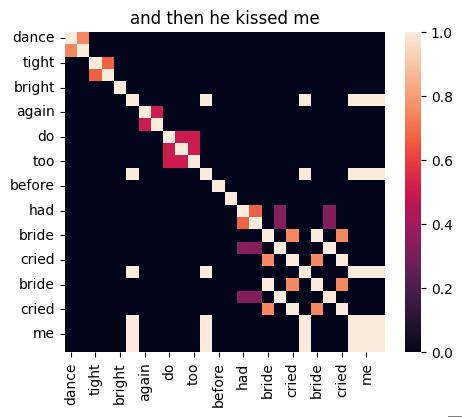 and then he kissed me
dance
tight
bright
again
do
too
before
had
bride
cried
bride
cried
me
1.0
0.8
0.6
0.4
0.2
0.0
dance tight bright again do too before had bride cried bride cried me